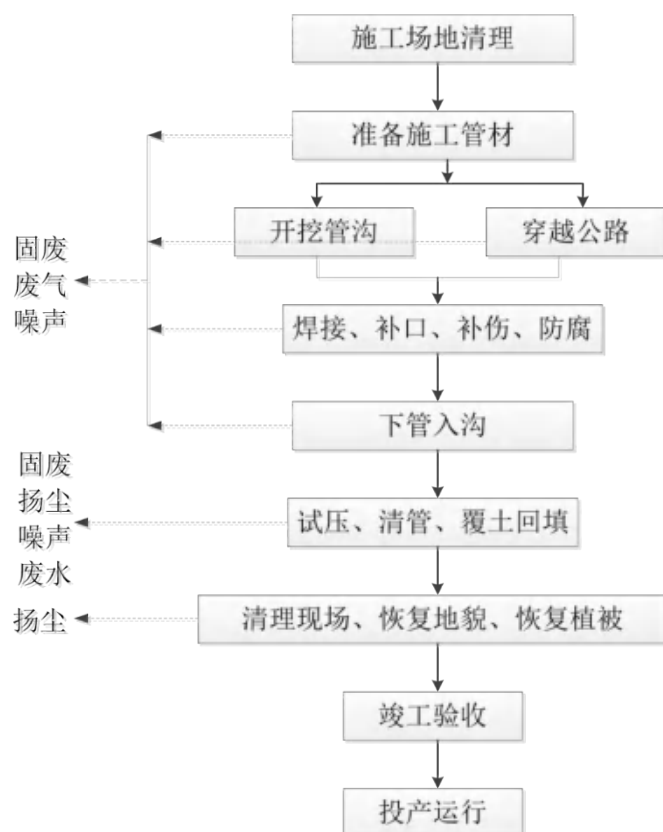 施工场地清理
准备施工管材
开挖管沟
穿越公路
固废
废气
噪声
焊接、补口、补伤、防腐
下管入沟
固废
扬尘
噪声
废水
试压、清管、覆土回填
扬尘
清理现场、恢复地貌、恢复植被
竣工验收
投产运行